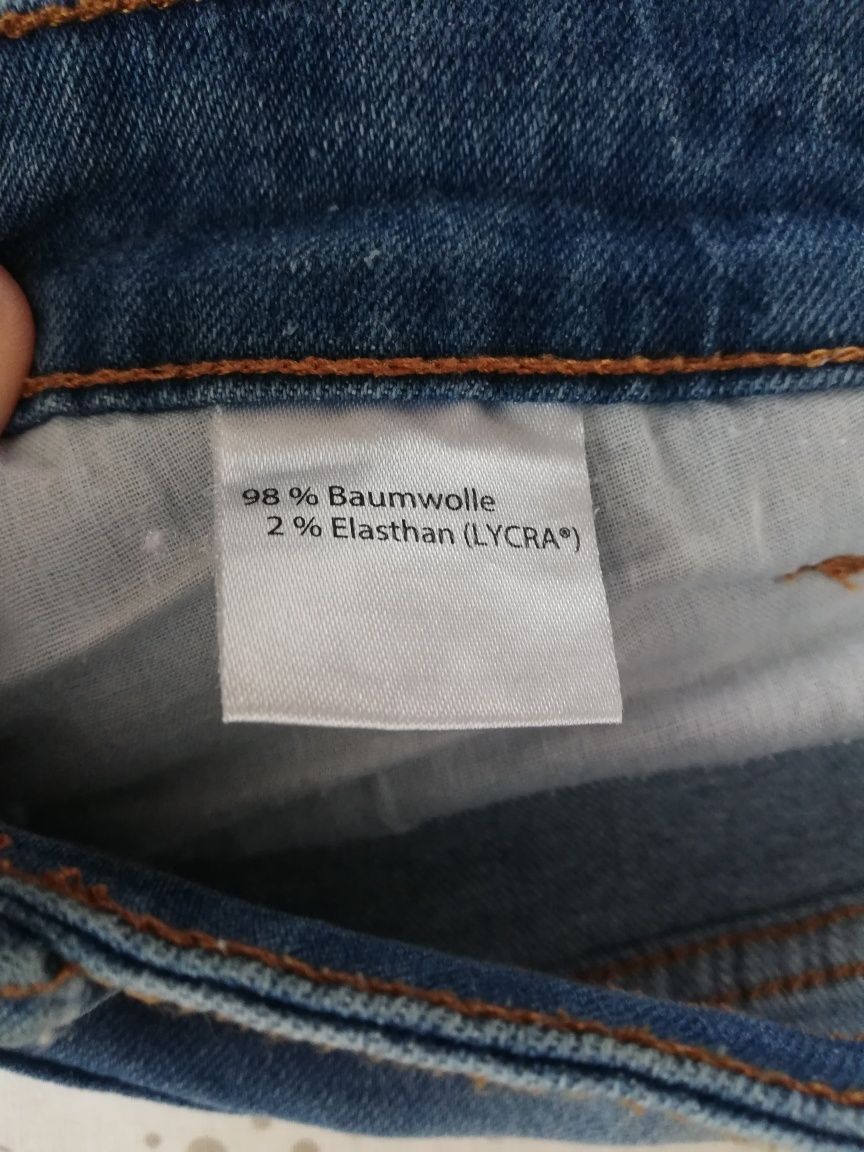 98 % Baumwolle
2 % Elasthan (LYCRA®)